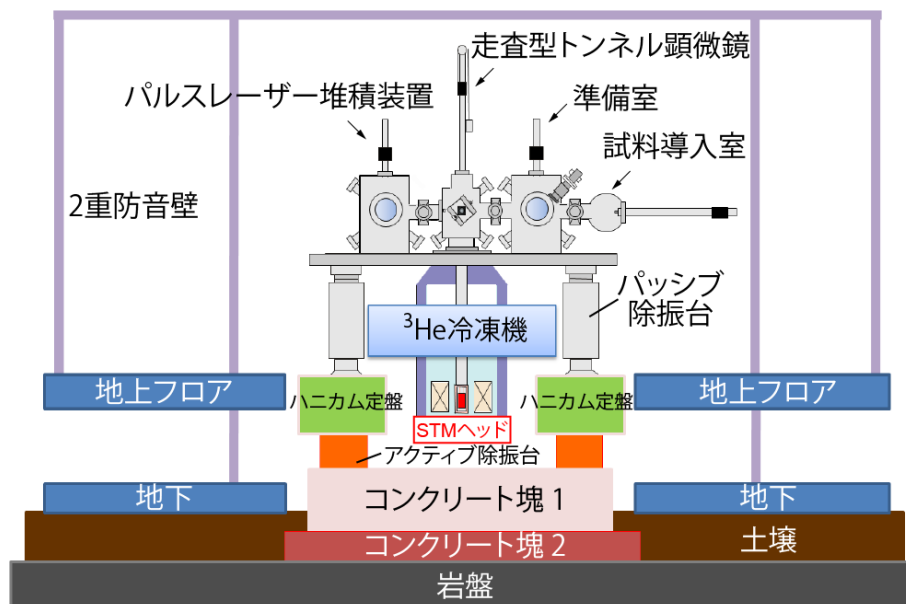 走査型トンネル顕微鏡
パルスレーザー堆積装置
準備室
試料導入室
2重防音壁
パッシブ
除振台
³He冷凍機
地上フロア
ハニカム定盤
ハニカム定盤
地上フロア
STMヘッド
アクティブ除振台
地下
コンクリート塊 1
地下
コンクリート塊 2
土壌
岩盤